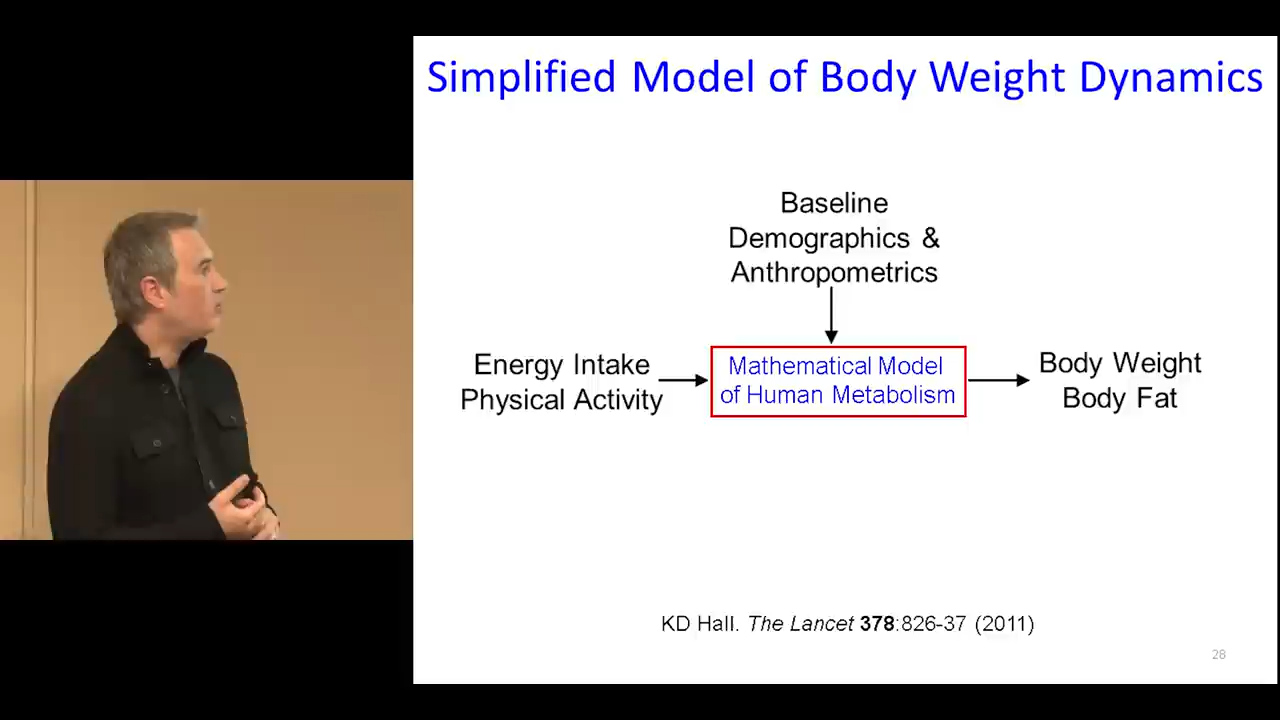 Simplified Model of Body Weight Dynamics
Baseline
Demographics &
Anthropometrics
Energy Intake
Physical Activity
Mathematical Model
of Human Metabolism
Body Weight
Body Fat
KD Hall. The Lancet 378:826-37 (2011)
28